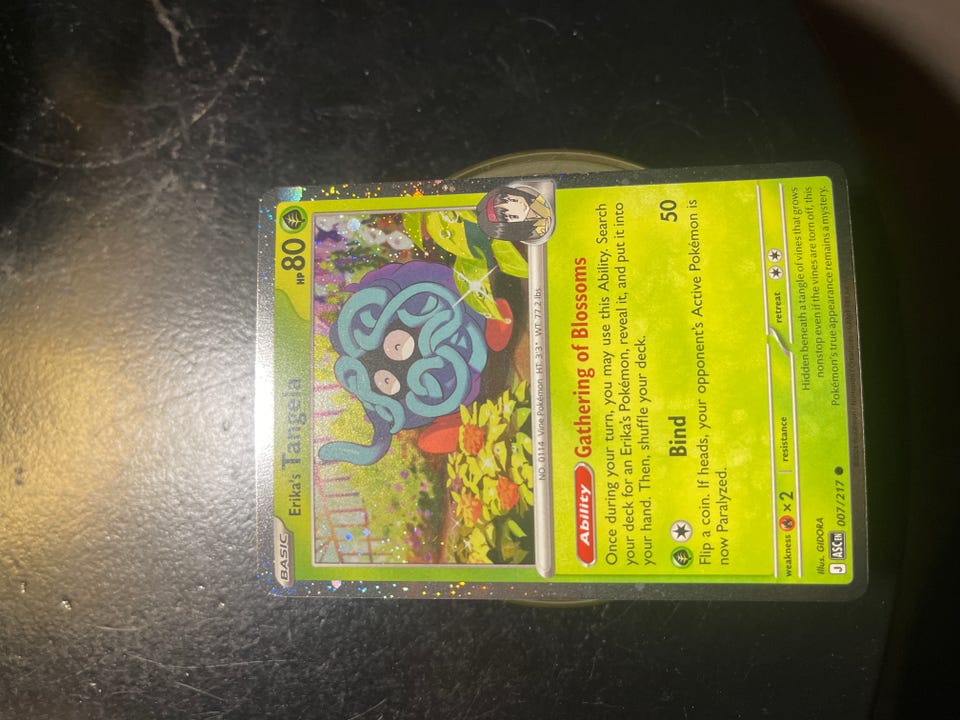 BASIC
Erika's Tangela
HP 80
NO. 0114 Vine Pokémon HT: 3'3" WT: 77.2 lbs.
Ability Gathering of Blossoms
Once during your turn, you may use this Ability. Search
your deck for an Erika's Pokémon, reveal it, and put it into
your hand. Then, shuffle your deck.
Bind 50
Flip a coin. If heads, your opponent's Active Pokémon is
now Paralyzed.
weakness ×2 resistance retreat
Illus. GIDORA
J ASC EN 007/217
Hidden beneath a tangle of vines that grows
nonstop even if the vines are torn off, this
Pokémon's true appearance remains a mystery.